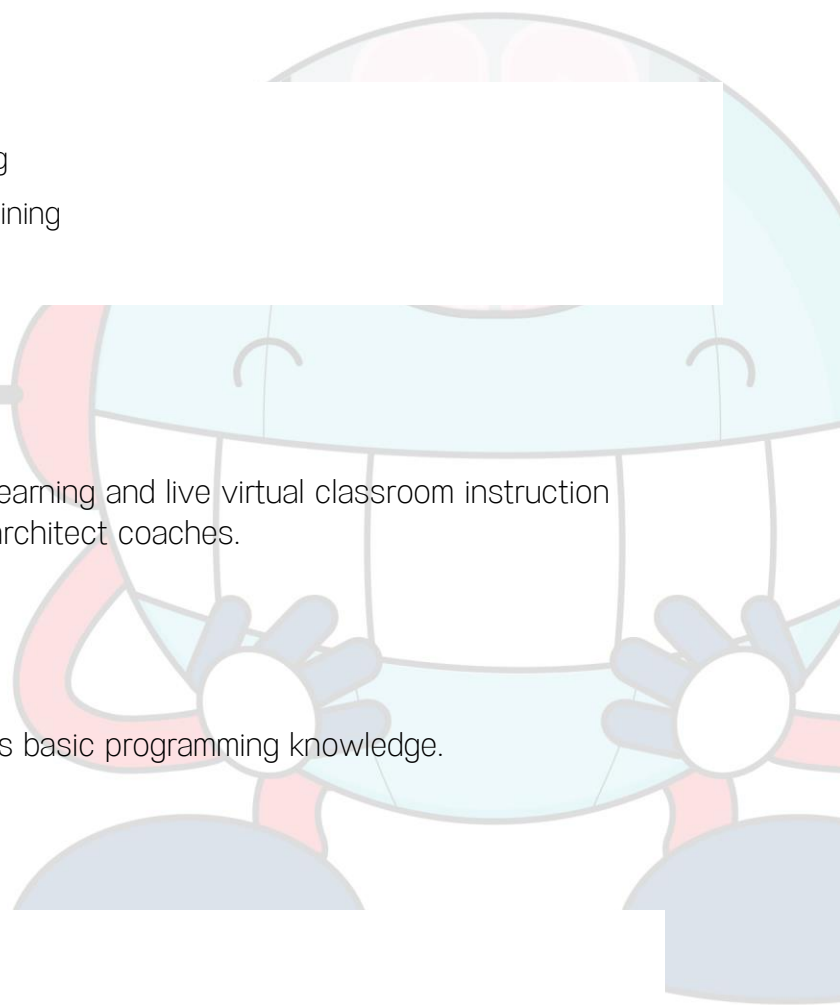 g
ining
earning and live virtual classroom instruction
architect coaches.
s basic programming knowledge.